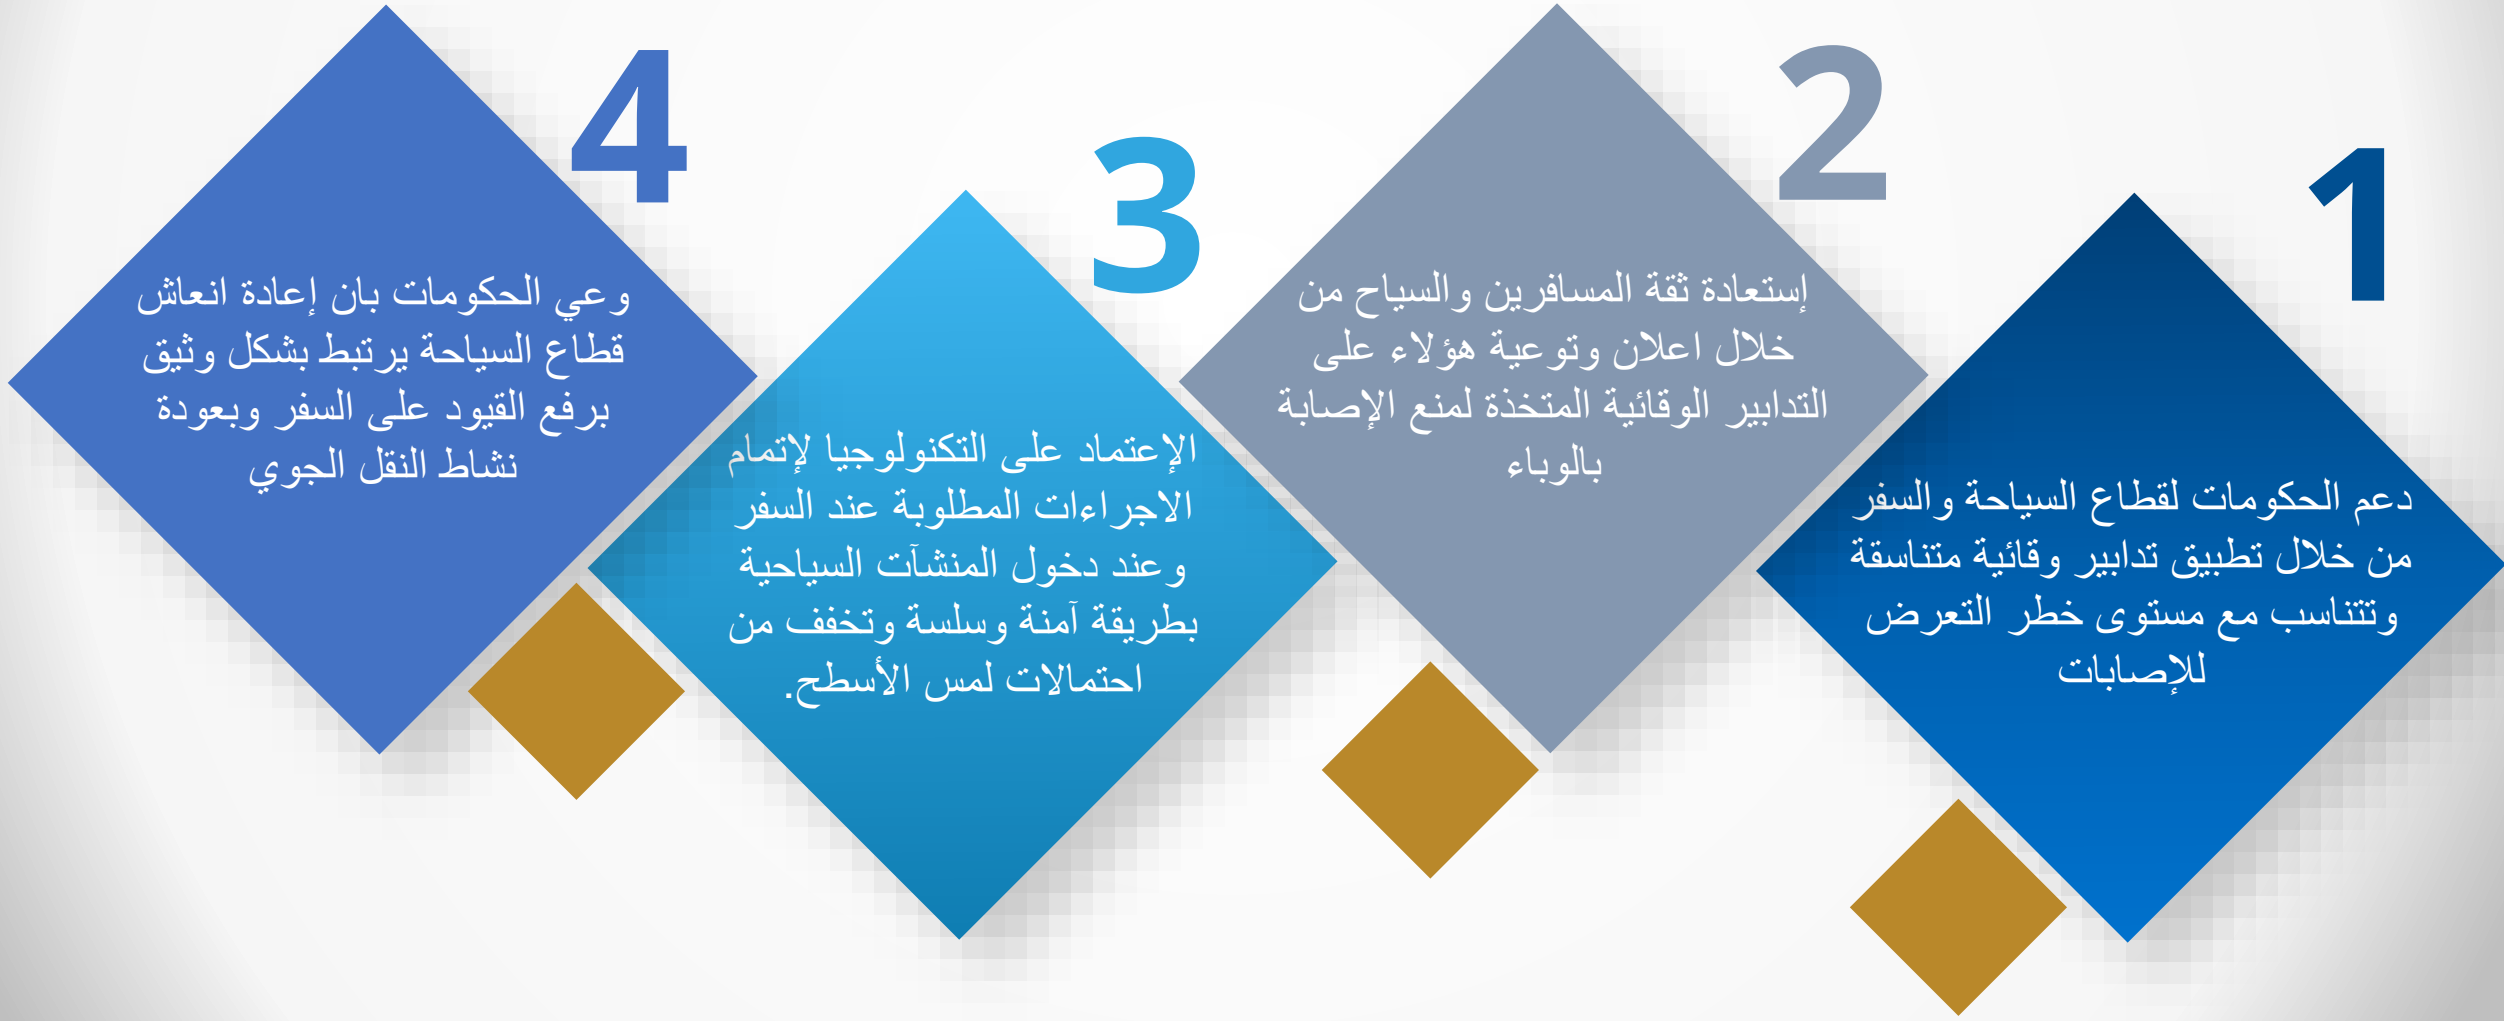 1
دعم الحكومات لقطاع السياحة والسفر
من خلال تطبيق تدابير وقائية متناسقة
وتتناسب مع مستوى خطر التعرض
للإصابات
2
إستعادة ثقة المسافرين والسياح من
خلال اعلان وتوعية هؤلاء على
التدابير الوقائية المتخذة لمنع الإصابة
بالوباء
3
الإعتماد على التكنولوجيا لإتمام
الاجراءات المطلوبة عند السفر
وعند دخول المنشآت السياحية
بطريقة آمنة وسلسة وتخفف من
احتمالات لمس الأسطح.
4
وعي الحكومات بان إعادة انعاش
قطاع السياحة يرتبط بشكل وثيق
برفع القيود على السفر وبعودة
نشاط النقل الجوي